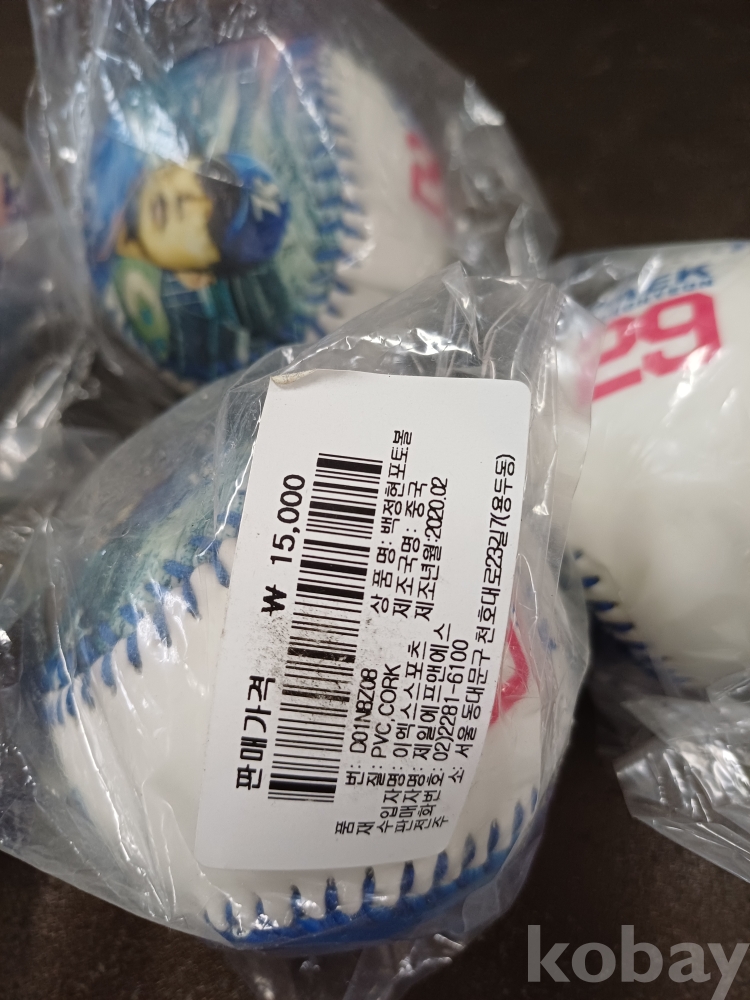 판매가격 ₩ 15,000
품 번: D01NBZ08 상 품 명: 백정현포토볼
재 질: PVC.CORK 제 조 국 명: 중국
수입자명: 이엑스스포츠 제조년월:2020.02
판매자명: 제일에프앤에스
전화번호: 02)2281-6100
주 소: 서울 동대문구 천호대로23길7(용두동)
29
kobay